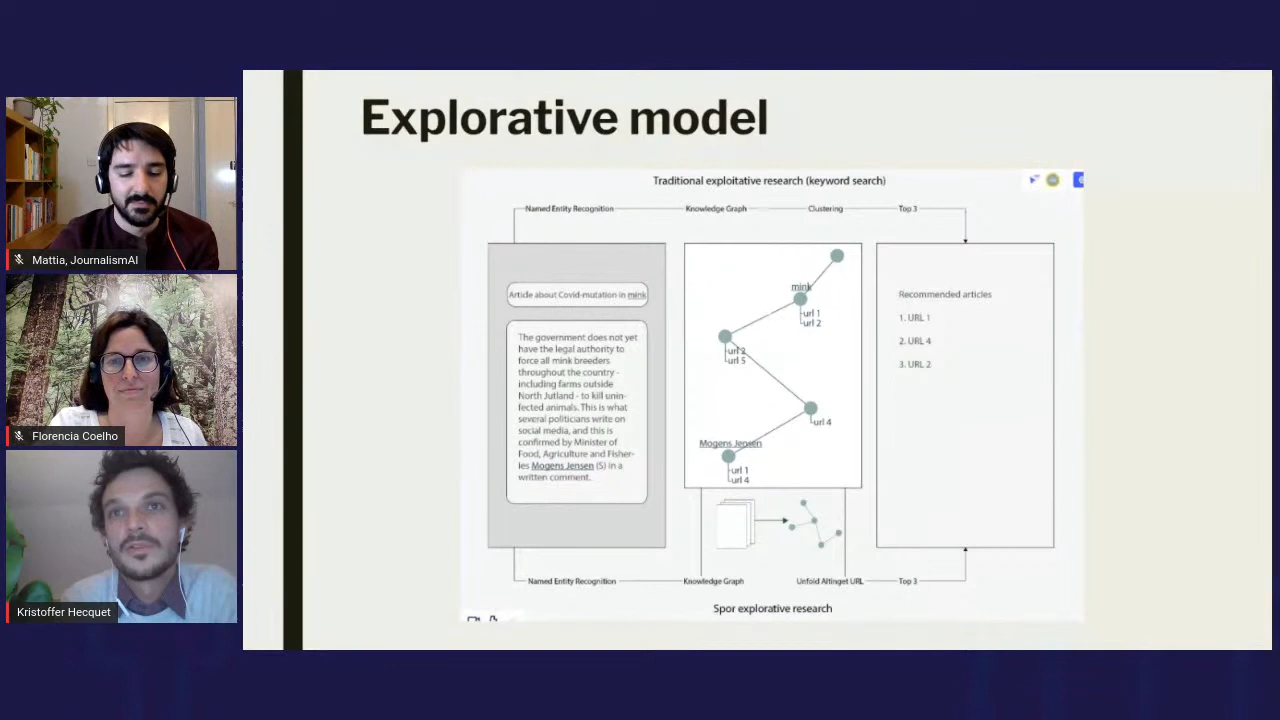 Explorative model
Traditional exploitative research (keyword search)
Named Entity Recognition
Knowledge Graph
Clustering
Top 3
Article about Covid-mutation in mink
The government does not yet
have the legal authority to
force all mink breeders
throughout the country -
including farms outside
North Jutland - to kill unin-
fected animals. This is what
several politicians write on
social media, and this is
confirmed by Minister of
Food, Agriculture and Fisher-
ies Mogens Jensen (S) in a
written comment.
mink
url 1
url 2
url 5
url 4
Mogens Jensen
url 1
url 4
Recommended articles
1. URL 1
2. URL 4
3. URL 2
Named Entity Recognition
Knowledge Graph
Unfold Altinget URL
Top 3
Spor explorative research
Mattia, JournalismAI
Florencia Coelho
Kristoffer Hecquet